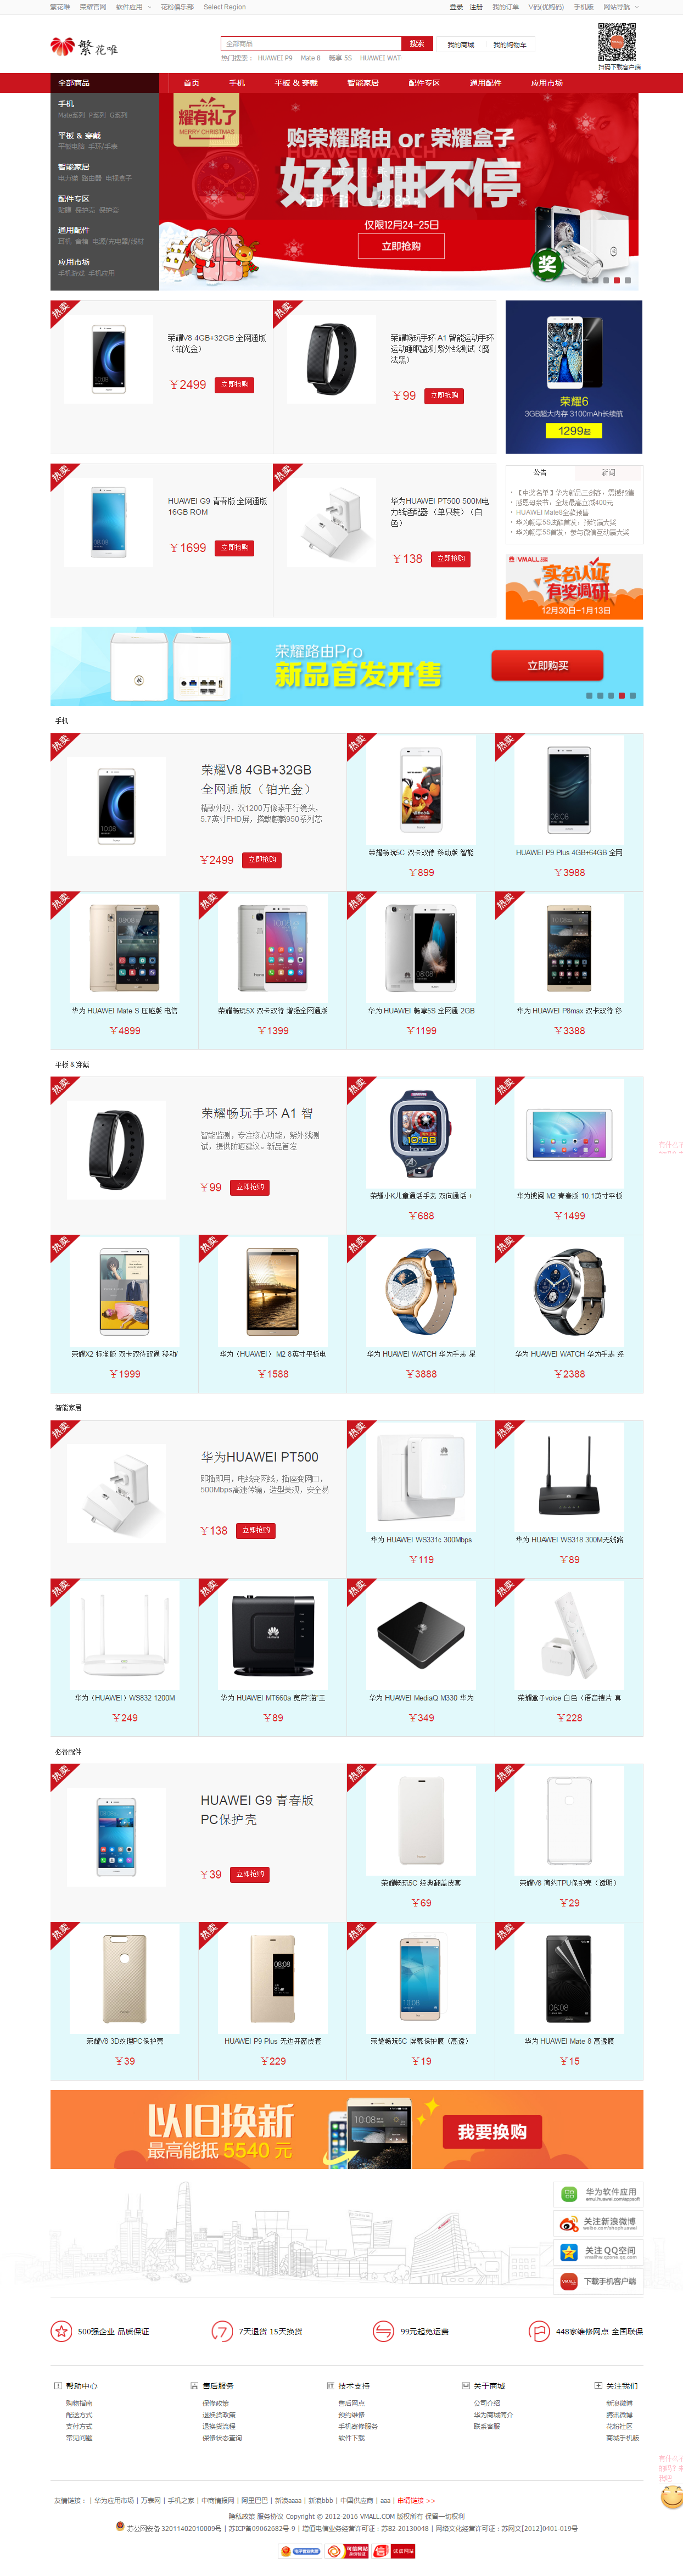 繁花唯 荣耀官网 软件应用 花粉俱乐部 Select Region
登录 注册 我的订单 V码(优购码) 手机版 网站导航
繁花唯
全部商品 搜索
我的商城 我的购物车
热门搜索： HUAWEI P9 Mate 8 畅享 5S HUAWEI WAT
扫码下载客户端
全部商品 首页 手机 平板 & 穿戴 智能家居 配件专区 通用配件 应用市场
手机
Mate系列 P系列 G系列
平板 & 穿戴
平板电脑 手环/手表
智能家居
电力猫 路由器 电视盒子
配件专区
贴膜 保护壳 保护套
通用配件
耳机 音箱 电源/充电器/线材
应用市场
手机游戏 手机应用
耀有礼了
MERRY CHRISTMAS
购荣耀路由 or 荣耀盒子
HUAWEI WATCH
好礼抽不停
仅限12月24-25日
立即抢购
奖
热卖
荣耀V8 4GB+32GB 全网通版
（铂光金）
￥2499 立即抢购
热卖
荣耀畅玩手环 A1 智能运动手环
运动睡眠监测 紫外线测试（魔
法黑）
￥99 立即抢购
荣耀6
3GB超大内存 3100mAh长续航
1299起
热卖
HUAWEI G9 青春版 全网通版
16GB ROM
￥1699 立即抢购
热卖
华为HUAWEI PT500 500M电
力线适配器 （单只装）（白
色）
￥138 立即抢购
公告 新闻
【中奖名单】华为新品三剑客，震撼预售
感恩母亲节，全场最高立减400元
HUAWEI Mate8全款预售
华为畅享5S炫酷首发，预约赢大奖
华为畅享5S首发，参与微信互动赢大奖
VMALL
实名认证
有奖调研
12月30日一1月13日
荣耀路由Pro
新品首发开售
立即购买
手机
热卖
荣耀V8 4GB+32GB
全网通版（铂光金）
精致外观，双1200万像素平行镜头，
5.7英寸FHD屏，搭载麒麟950系列芯
￥2499 立即抢购
热卖
荣耀畅玩5C 双卡双待 移动版 智能
￥899
热卖
HUAWEI P9 Plus 4GB+64GB 全网
￥3988
热卖
华为 HUAWEI Mate S 压感版 电信
￥4899
热卖
荣耀畅玩5X 双卡双待 增强全网通版
￥1399
热卖
华为 HUAWEI 畅享5S 全网通 2GB
￥1199
热卖
华为 HUAWEI P8max 双卡双待 移
￥3388
平板 & 穿戴
热卖
荣耀畅玩手环 A1 智
智能监测，专注核心功能，紫外线测
试，提供防晒建议。新品首发
￥99 立即抢购
热卖
荣耀小K儿童通话手表 双向通话 +
￥688
热卖
华为揽阅 M2 青春版 10.1英寸平板
￥1499
热卖
荣耀X2 标准版 双卡双待双通 移动/
￥1999
热卖
华为（HUAWEI） M2 8英寸平板电
￥1588
热卖
华为 HUAWEI WATCH 华为手表 星
￥3888
热卖
华为 HUAWEI WATCH 华为手表 经
￥2388
智能家居
热卖
华为HUAWEI PT500
即插即用，电线变网线，插座变网口，
500Mbps高速传输，造型美观，安全易
￥138 立即抢购
热卖
华为 HUAWEI WS331c 300Mbps
￥119
热卖
华为 HUAWEI WS318 300M无线路
￥89
热卖
华为（HUAWEI）WS832 1200M
￥249
热卖
华为 HUAWEI MT660a 宽带“猫”王
￥89
热卖
华为 HUAWEI MediaQ M330 华为
￥349
热卖
荣耀盒子voice 白色（语音搜片 真
￥228
必备配件
热卖
HUAWEI G9 青春版
PC保护壳
￥39 立即抢购
热卖
荣耀畅玩5C 经典翻盖皮套
￥69
热卖
荣耀V8 简约TPU保护壳（透明）
￥29
热卖
荣耀V8 3D纹理PC保护壳
￥39
热卖
HUAWEI P9 Plus 无边开窗皮套
￥229
热卖
荣耀畅玩5C 屏幕保护膜（高透）
￥19
热卖
华为 HUAWEI Mate 8 高透膜
￥15
以旧换新
最高能抵 5540 元
我要换购
华为软件应用
emui.huawei.com/appsoft
关注新浪微博
weibo.com/shophuawei
关注 QQ空间
vmallme.qzone.qq.com
下载手机客户端
500强企业 品质保证 7天退货 15天换货 99元起免运费 448家维修网点 全国联保
帮助中心 售后服务 技术支持 关于商城 关注我们
购物指南 保修政策 售后网点 公司介绍 新浪微博
配送方式 退换货政策 预约维修 华为商城简介 腾讯微博
支付方式 退换货流程 手机寄修服务 联系客服 花粉社区
常见问题 保修状态查询 软件下载 商城手机版
友情链接： | 华为应用市场 | 万表网 | 手机之家 | 中商情报网 | 阿里巴巴 | 新浪aaaa | 新浪bbb | 中国供应商 | aaa | 申请链接 >>
隐私政策 服务协议 Copyright © 2012-2016 VMALL.COM 版权所有 保留一切权利
苏公网安备 32011402010009号 | 苏ICP备09062682号-9 | 增值电信业务经营许可证：苏B2-20130048 | 网络文化经营许可证：苏网文[2012]0401-019号
诚信网站